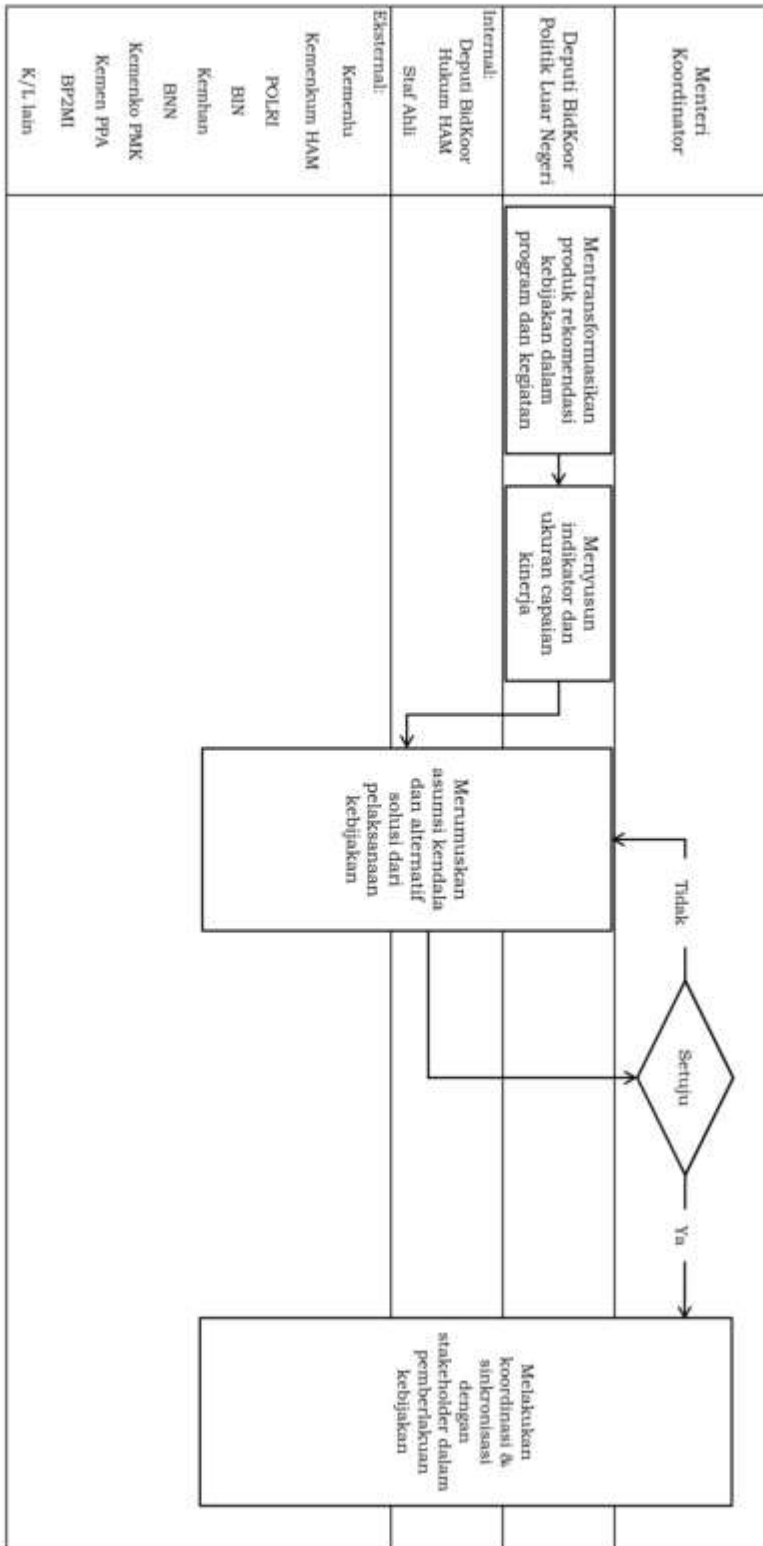 Menteri
Koordinator
Deputi BidKoor
Politik Luar Negeri
Internal:
Deputi BidKoor
Hukum HAM
Staf Ahli
Eksternal:
Kemenlu
Kemenkum HAM
POLRI
BIN
Kemhan
BNN
Kemenko PMK
Kemen PPA
BP2MI
K/L lain
Mentransformasikan
produk rekomendasi
kebijakan dalam
program dan kegiatan
Menyusun
indikator dan
ukuran capaian
kinerja
Merumuskan
asumsi kendala
dan alternatif
solusi dari
pelaksanaan
kebijakan
Tidak
Setuju
Ya
Melakukan
koordinasi &
sinkronisasi
dengan
stakeholder dalam
pemberlakuan
kebijakan